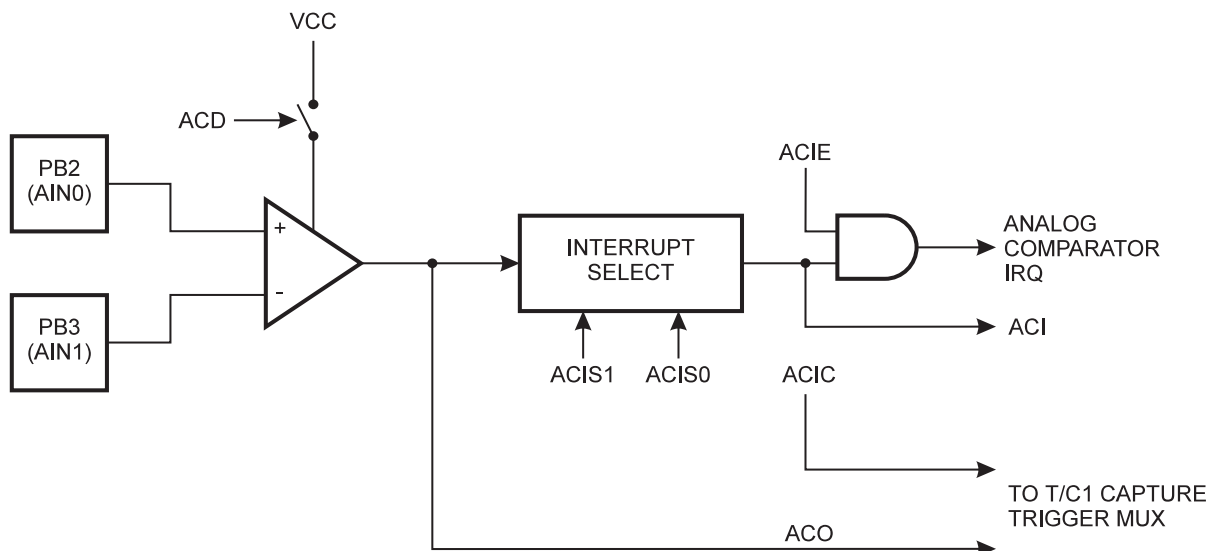 VCC
ACD
PB2
(AIN0)
+
-
PB3
(AIN1)
INTERRUPT
SELECT
ACIS1
ACIS0
ACIE
ANALOG
COMPARATOR
IRQ
ACI
ACIC
TO T/C1 CAPTURE
TRIGGER MUX
ACO